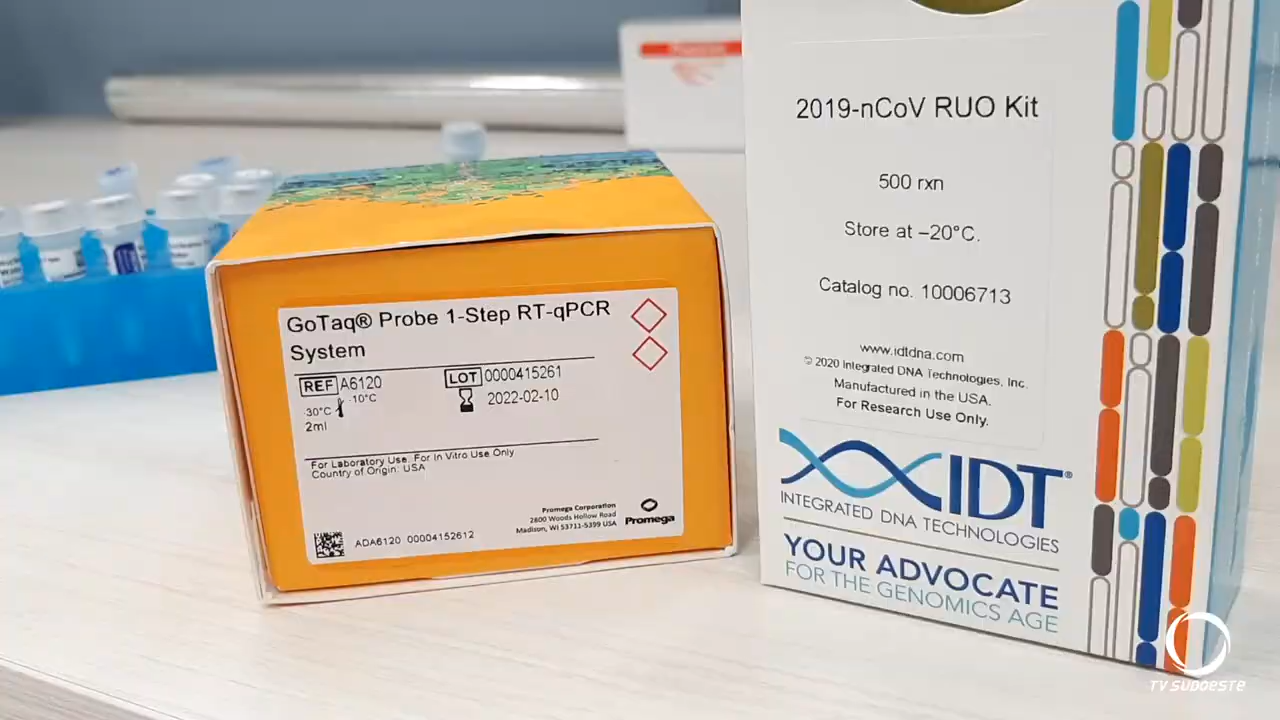 GoTaq® Probe 1-Step RT-qPCR
System
REF A6120
LOT 0000415261
-30°C -10°C
2022-02-10
2ml
For Laboratory Use. For In Vitro Use Only
Country of Origin: USA
Promega Corporation
2800 Woods Hollow Road
Madison, WI 53711-5399 USA
Promega
ADA6120 00004152612
2019-nCoV RUO Kit
500 rxn
Store at –20°C.
Catalog no. 10006713
www.idtdna.com
© 2020 Integrated DNA Technologies, Inc.
Manufactured in the USA.
For Research Use Only.
IDT®
INTEGRATED DNA TECHNOLOGIES
YOUR ADVOCATE
FOR THE GENOMICS AGE
TV SUDOESTE